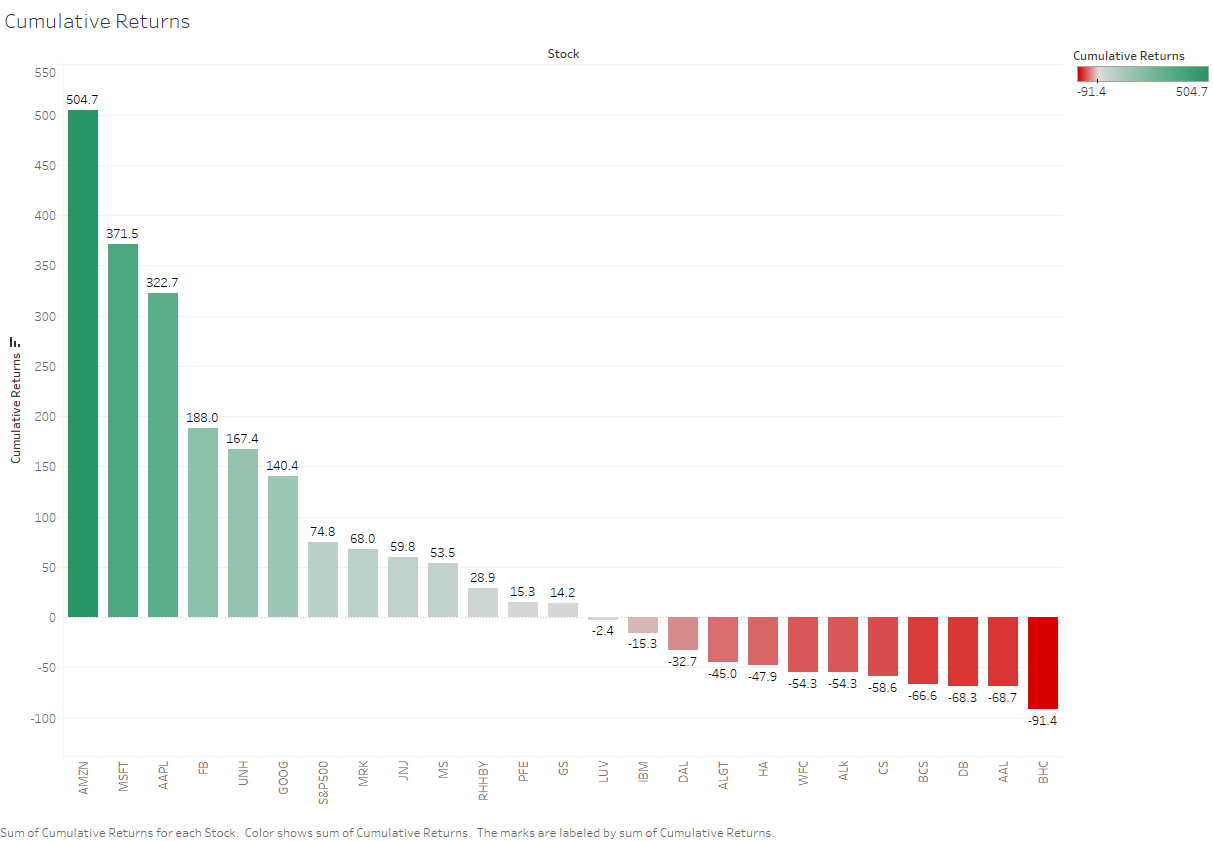 Cumulative Returns
Stock
Cumulative Returns
-91.4 504.7
550
500
450
400
350
300
250
200
150
100
50
0
-50
-100
Cumulative Returns
504.7
371.5
322.7
188.0
167.4
140.4
74.8
68.0
59.8
53.5
28.9
15.3
14.2
-2.4
-15.3
-32.7
-45.0
-47.9
-54.3
-54.3
-58.6
-66.6
-68.3
-68.7
-91.4
AMZN
MSFT
AAPL
FB
UNH
GOOG
S&P500
MRK
JNJ
MS
RHHBY
PFE
GS
LUV
IBM
DAL
ALGT
HA
WFC
ALk
CS
BCS
DB
AAL
BHC
Sum of Cumulative Returns for each Stock. Color shows sum of Cumulative Returns. The marks are labeled by sum of Cumulative Returns.